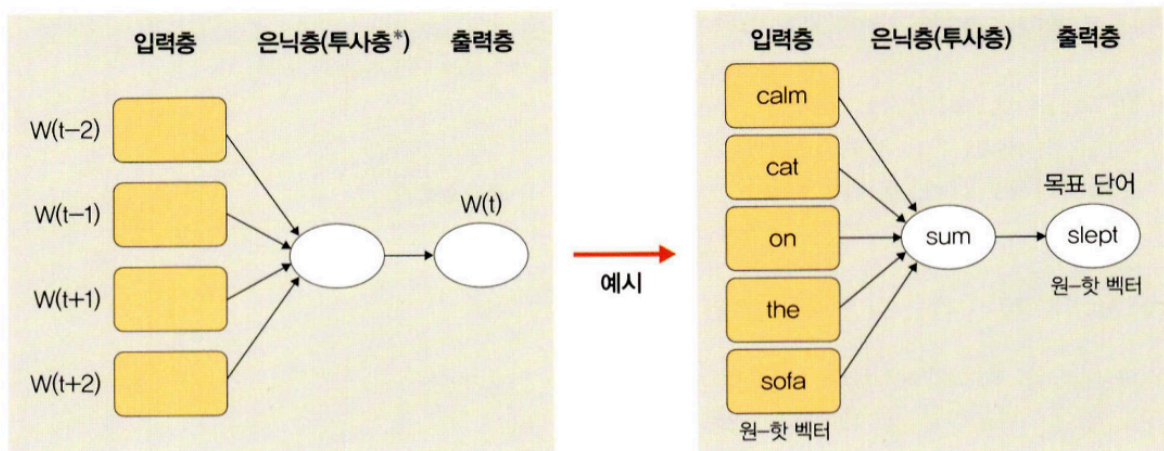 입력층 은닉층(투사층*) 출력층
W(t-2)
W(t-1)
W(t+1)
W(t+2)
W(t)
예시
입력층 은닉층(투사층) 출력층
calm
cat
on
the
sofa
원-핫 벡터
sum
목표 단어
slept
원-핫 벡터